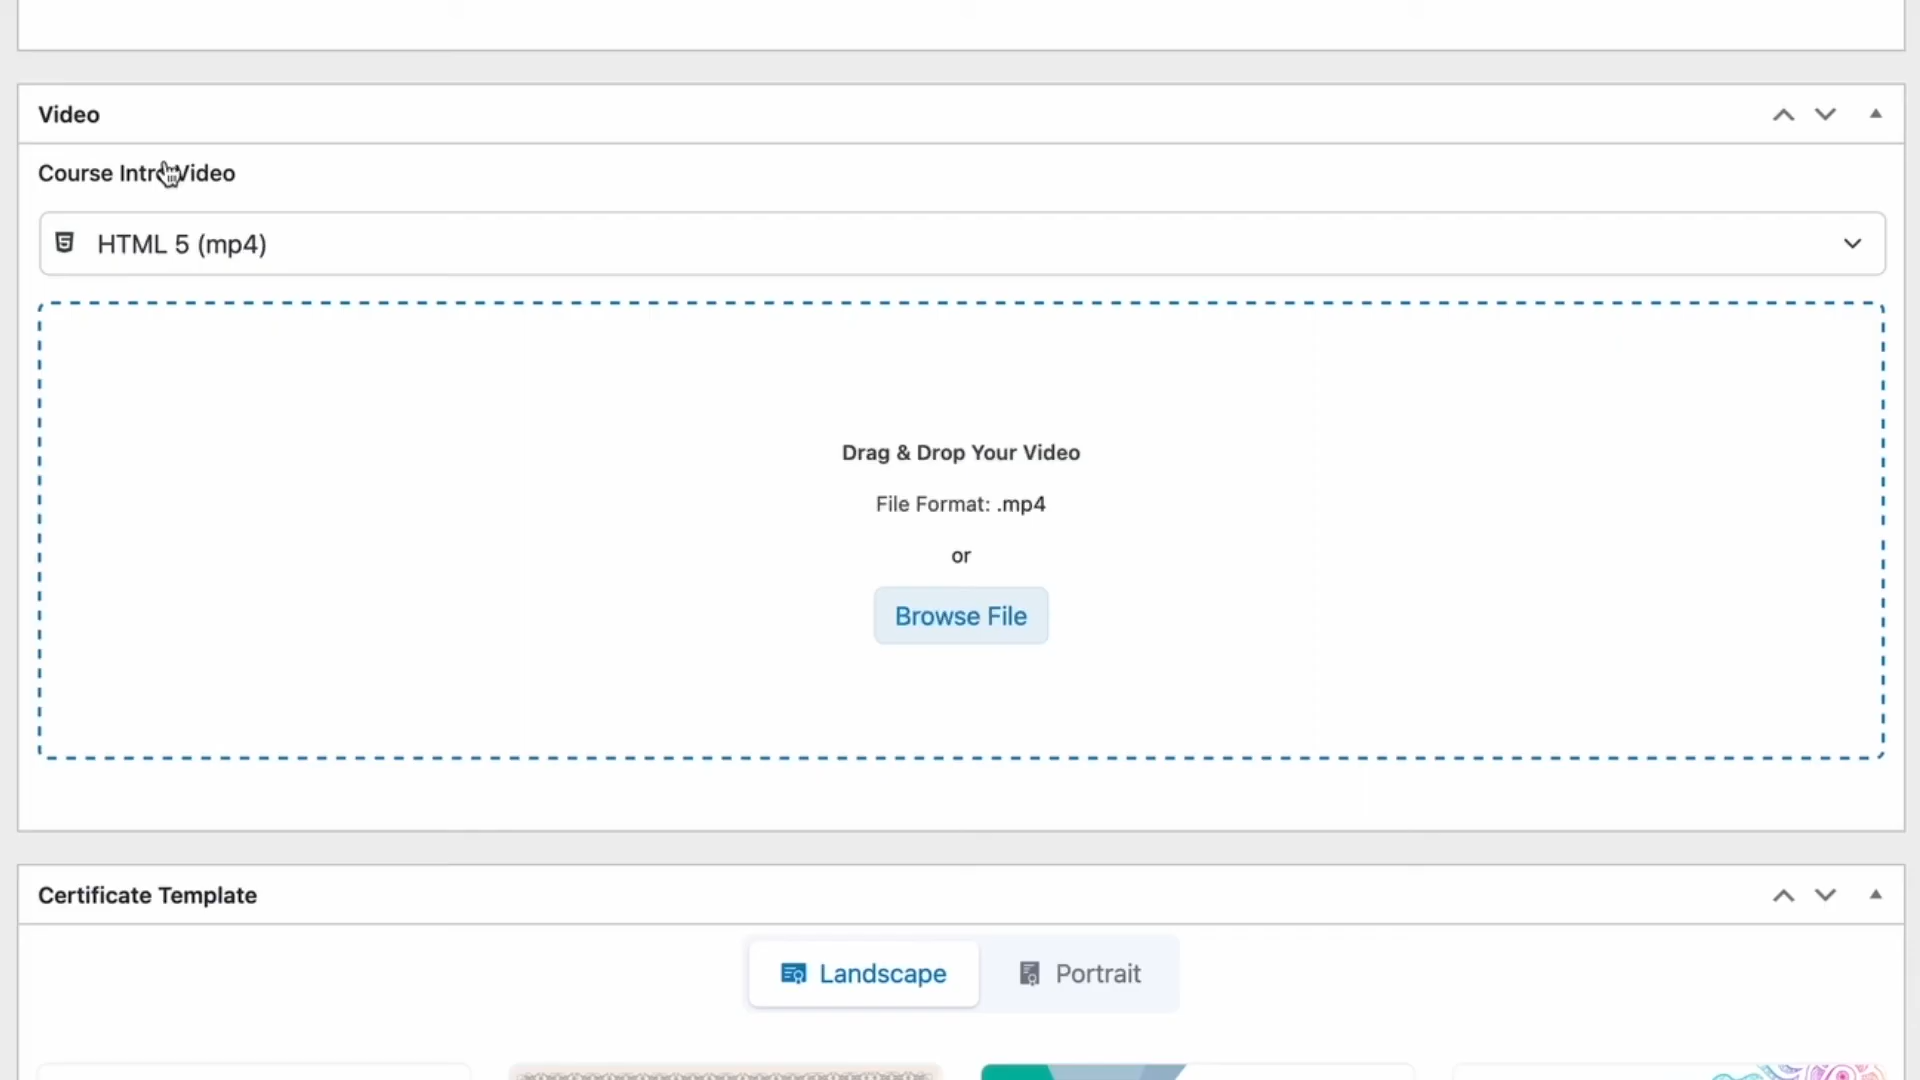 Video
Course Intro Video
HTML 5 (mp4)
Drag & Drop Your Video
File Format: .mp4
or
Browse File
Certificate Template
Landscape
Portrait